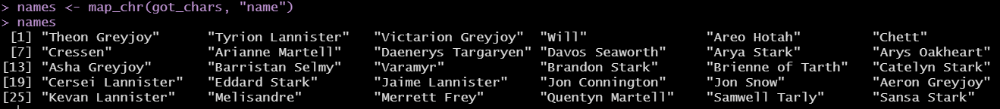 > names <- map_chr(got_chars, "name")
> names
 [1] "Theon Greyjoy"      "Tyrion Lannister"   "Victarion Greyjoy"  "Will"               "Areo Hotah"         "Chett"
 [7] "Cressen"            "Arianne Martell"    "Daenerys Targaryen" "Davos Seaworth"     "Arya Stark"         "Arys Oakheart"
[13] "Asha Greyjoy"       "Barristan Selmy"    "Varamyr"            "Brandon Stark"      "Brienne of Tarth"   "Catelyn Stark"
[19] "Cersei Lannister"   "Eddard Stark"       "Jaime Lannister"    "Jon Connington"     "Jon Snow"           "Aeron Greyjoy"
[25] "Kevan Lannister"    "Melisandre"         "Merrett Frey"       "Quentyn Martell"    "Samwell Tarly"      "Sansa Stark"